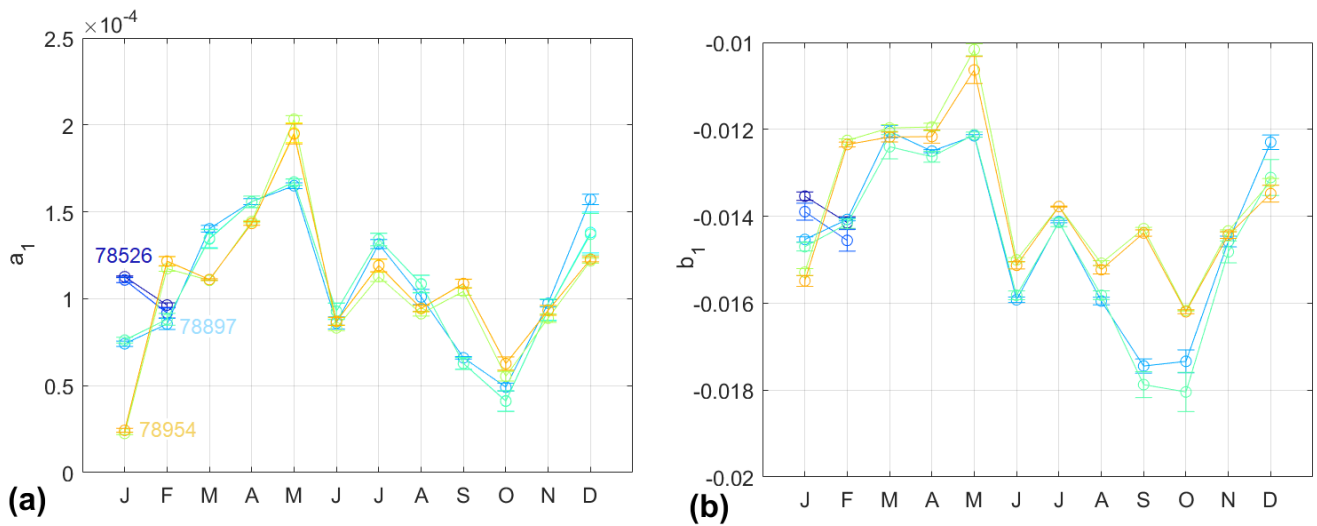 ×10⁻⁴
2.5
2
1.5
1
0.5
0
a₁
78526
78897
78954
J F M A M J J A S O N D
(a)
-0.01
-0.012
-0.014
-0.016
-0.018
-0.02
b₁
J F M A M J J A S O N D
(b)